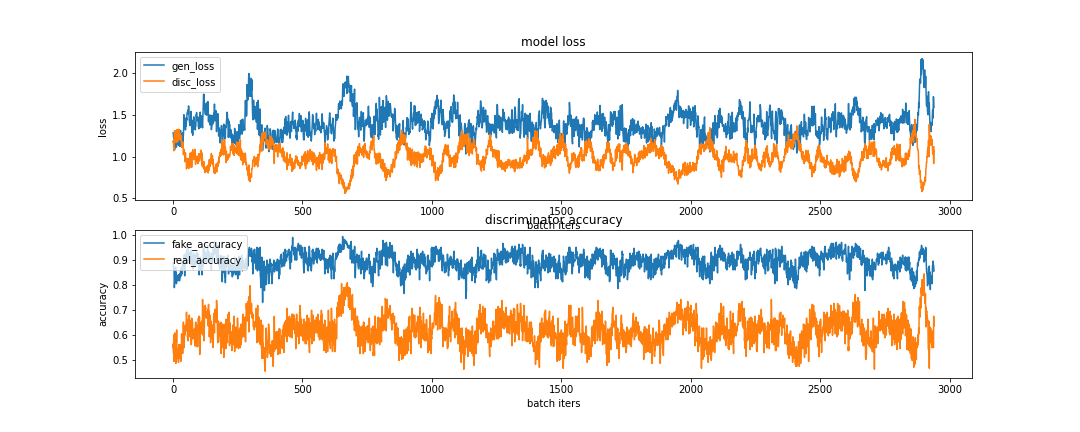 model loss
gen_loss
disc_loss
loss
2.0
1.5
1.0
0.5
0 500 1000 1500 2000 2500 3000
batch iters
discriminator accuracy
fake_accuracy
real_accuracy
accuracy
1.0
0.9
0.8
0.7
0.6
0.5
0 500 1000 1500 2000 2500 3000
batch iters